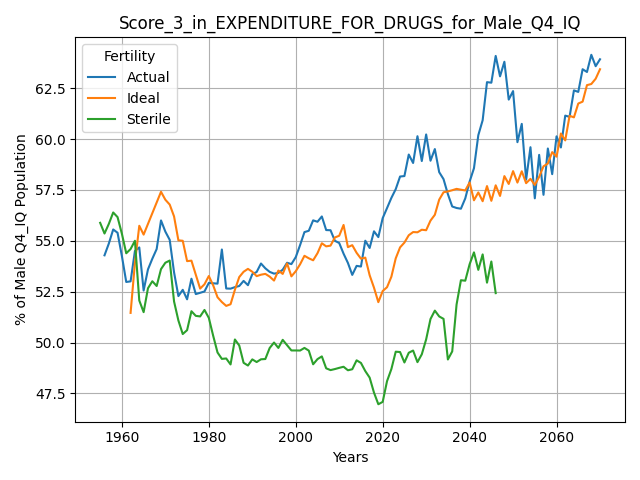 Score_3_in_EXPENDITURE_FOR_DRUGS_for_Male_Q4_IQ
Fertility
Actual
Ideal
Sterile
% of Male Q4_IQ Population
62.5
60.0
57.5
55.0
52.5
50.0
47.5
1960 1980 2000 2020 2040 2060
Years